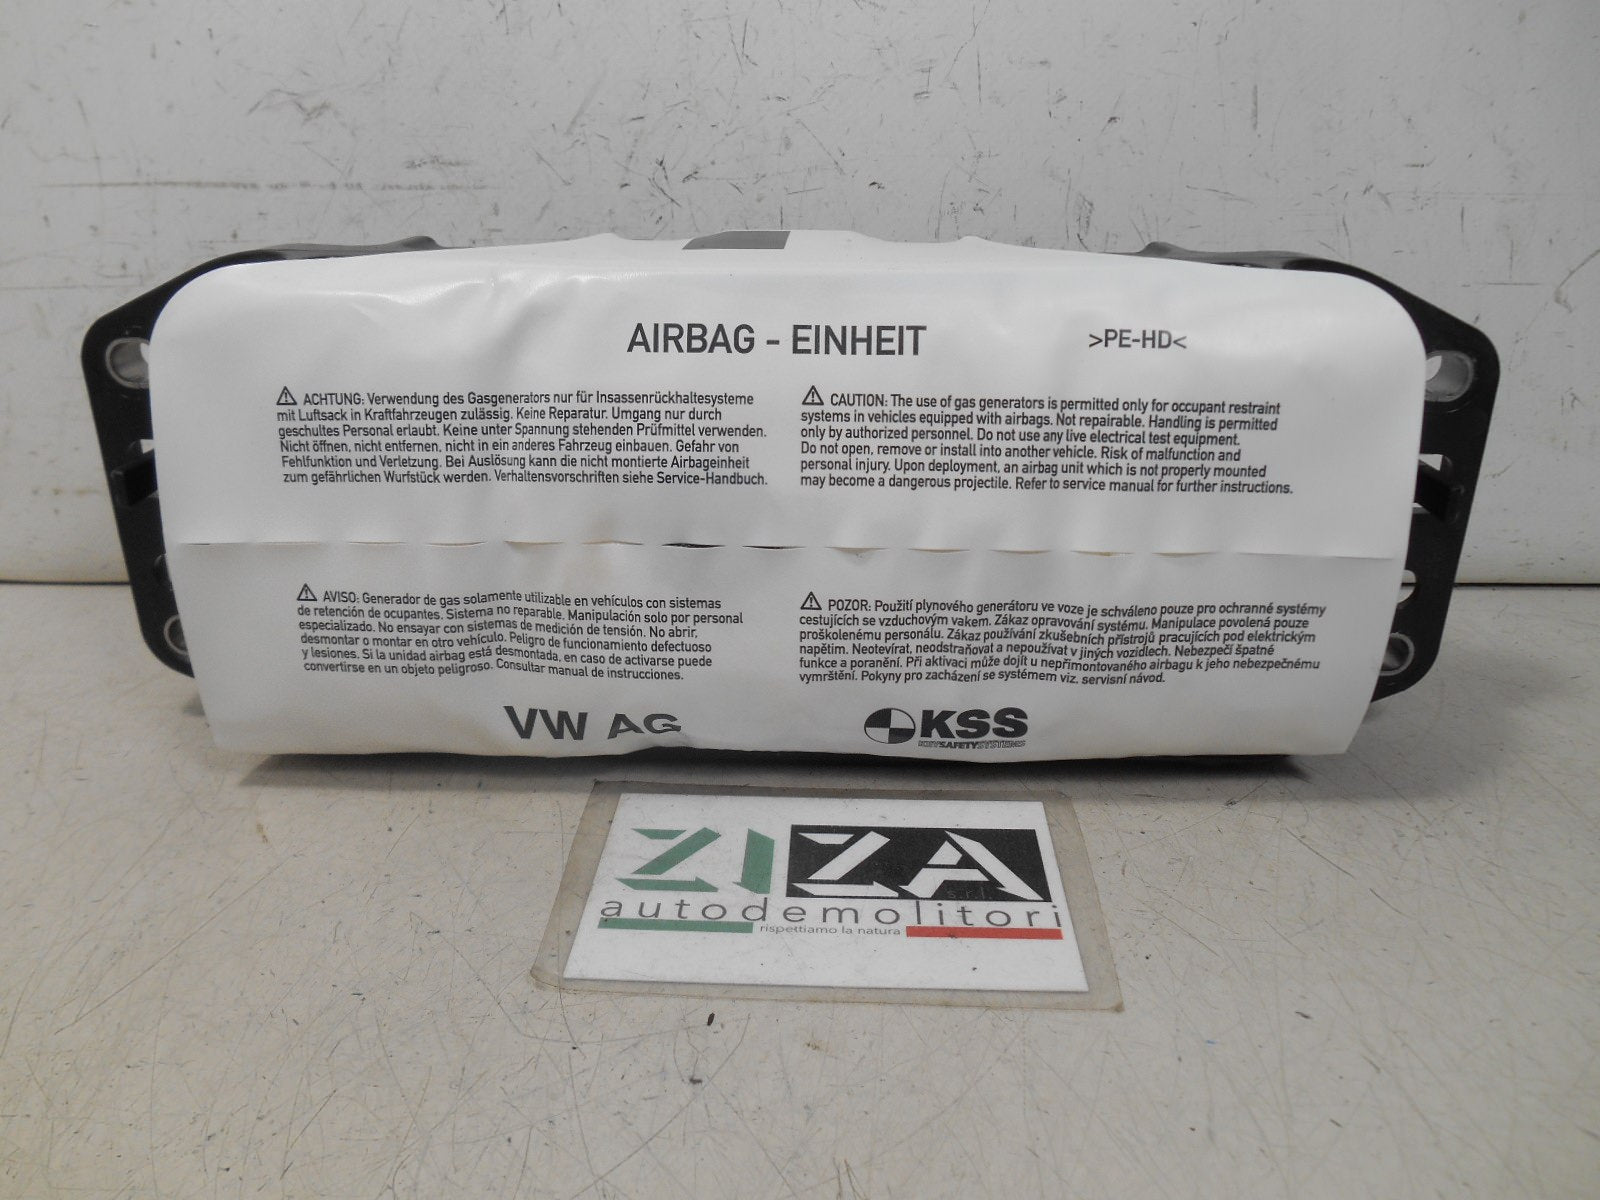 AIRBAG - EINHEIT
>PE-HD<
⚠ ACHTUNG: Verwendung des Gasgenerators nur für Insassenrückhaltesysteme
mit Luftsack in Kraftfahrzeugen zulässig. Keine Reparatur. Umgang nur durch
geschultes Personal erlaubt. Keine unter Spannung stehenden Prüfmittel verwenden.
Nicht öffnen, nicht entfernen, nicht in ein anderes Fahrzeug einbauen. Gefahr von
Fehlfunktion und Verletzung. Bei Auslösung kann die nicht montierte Airbageinheit
zum gefährlichen Wurfstück werden. Verhaltensvorschriften siehe Service-Handbuch.
⚠ CAUTION: The use of gas generators is permitted only for occupant restraint
systems in vehicles equipped with airbags. Not repairable. Handling is permitted
only by authorized personnel. Do not use any live electrical test equipment.
Do not open, remove or install into another vehicle. Risk of malfunction and
personal injury. Upon deployment, an airbag unit which is not properly mounted
may become a dangerous projectile. Refer to service manual for further instructions.
⚠ AVISO: Generador de gas solamente utilizable en vehículos con sistemas
de retención de ocupantes. Sistema no reparable. Manipulación solo por personal
especializado. No ensayar con sistemas de medición de tensión. No abrir,
desmontar o montar en otro vehículo. Peligro de funcionamiento defectuoso
y lesiones. Si la unidad airbag está desmontada, en caso de activarse puede
convertirse en un objeto peligroso. Consultar manual de instrucciones.
⚠ POZOR: Použití plynového generátoru ve voze je schváleno pouze pro ochranné systémy
cestujících se vzduchovým vakem. Zákaz opravování systému. Manipulace povolená pouze
proškolenému personálu. Zákaz používání zkušebních přístrojů pracujících pod elektrickým
napětím. Neotevírat, neodstraňovat a nepoužívat v jiných vozidlech. Nebezpečí špatné
funkce a poranění. Při aktivaci může dojít u nepřimontovaného airbagu k jeho nebezpečnému
vymrštění. Pokyny pro zacházení se systémem viz. servisní návod.
VW AG
KSS
KEYSAFETYSYSTEMS
ZIZA
srl
autodemolitori
rispettiamo la natura